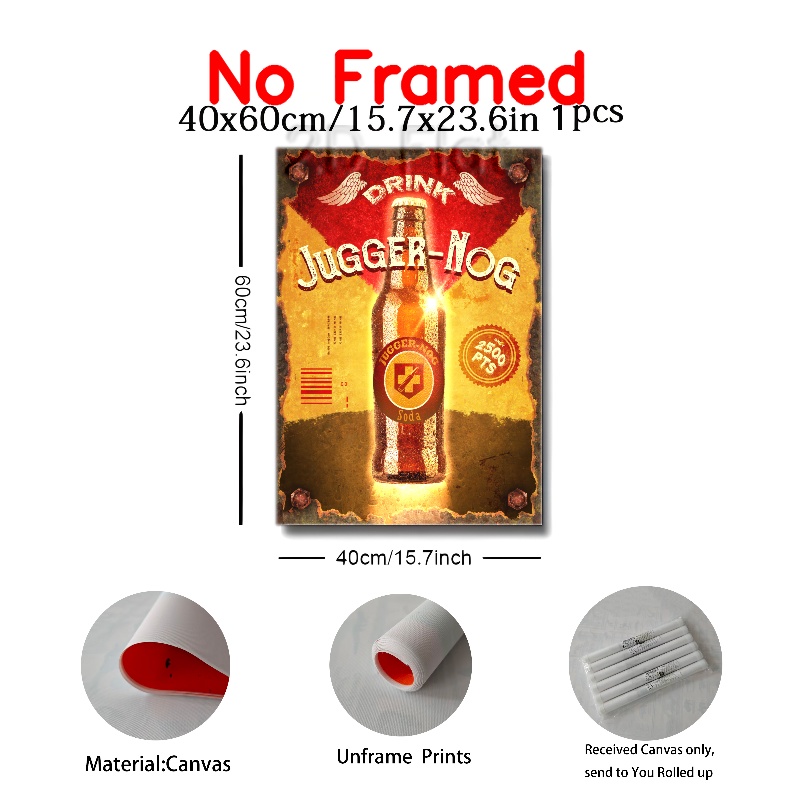 No Framed
40x60cm/15.7x23.6in 1pcs
DRINK
JUGGER-NOG
60cm/23.6inch
2500
PTS
JUGGER-NOG
Soda
40cm/15.7inch
Material:Canvas
Unframe Prints
Received Canvas only,
send to You Rolled up